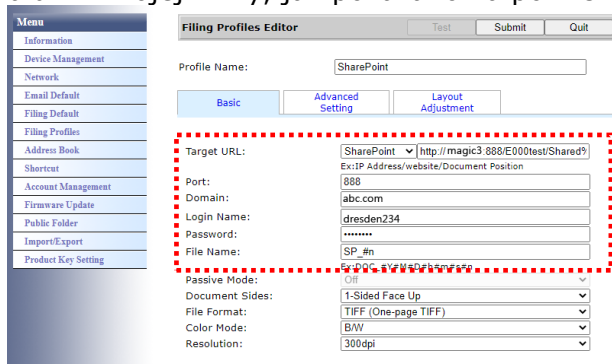 Menu
Information
Device Management
Network
Email Default
Filing Default
Filing Profiles
Address Book
Shortcut
Account Management
Firmware Update
Public Folder
Import/Export
Product Key Setting
Filing Profiles Editor Test Submit Quit
Profile Name: SharePoint
Basic Advanced Setting Layout Adjustment
Target URL: SharePoint http://magic3:888/E000test/Shared%
Ex:IP Address/website/Document Position
Port: 888
Domain: abc.com
Login Name: dresden234
Password: ••••••••
File Name: SP_#n
Ex:DOC_#Y#M#D#h#m#s#n
Passive Mode: Off
Document Sides: 1-Sided Face Up
File Format: TIFF (One-page TIFF)
Color Mode: B/W
Resolution: 300dpi